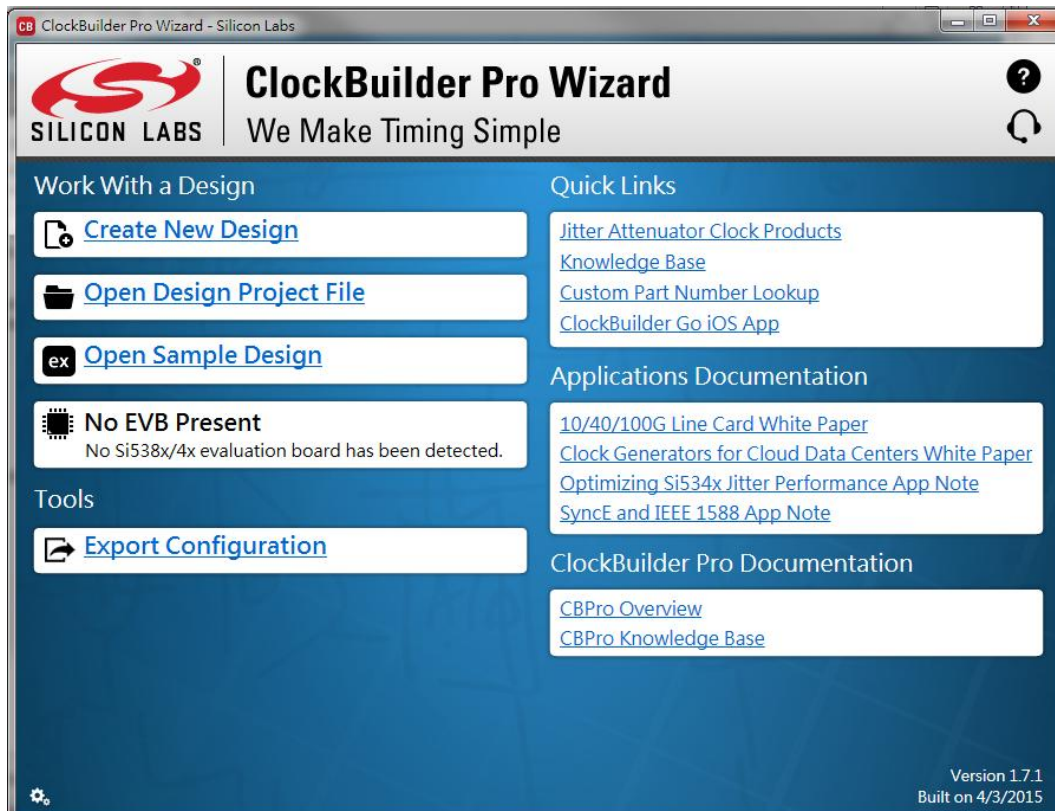 CB ClockBuilder Pro Wizard - Silicon Labs
SILICON LABS
®
ClockBuilder Pro Wizard
We Make Timing Simple
?
Work With a Design
Create New Design
Open Design Project File
ex Open Sample Design
No EVB Present
No Si538x/4x evaluation board has been detected.
Tools
Export Configuration
Quick Links
Jitter Attenuator Clock Products
Knowledge Base
Custom Part Number Lookup
ClockBuilder Go iOS App
Applications Documentation
10/40/100G Line Card White Paper
Clock Generators for Cloud Data Centers White Paper
Optimizing Si534x Jitter Performance App Note
SyncE and IEEE 1588 App Note
ClockBuilder Pro Documentation
CBPro Overview
CBPro Knowledge Base
Version 1.7.1
Built on 4/3/2015